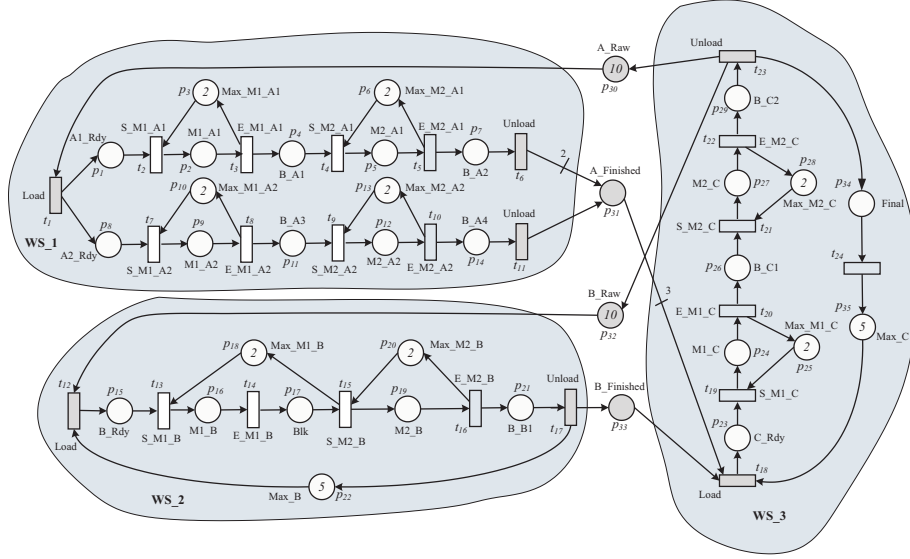 A_Raw
10
p30
Unload
t23
p29
B_C2
t22
E_M2_C
p28
2
Max_M2_C
M2_C
p27
S_M2_C
t21
p26
B_C1
E_M1_C
t20
Max_M1_C
2
p25
M1_C
p24
t19
S_M1_C
p23
C_Rdy
t18
Load
WS_3
p34
Final
t24
p35
5
Max_C
p3
2
Max_M1_A1
p6
2
Max_M2_A1
A1_Rdy
p1
S_M1_A1
t2
M1_A1
p2
E_M1_A1
t3
p4
B_A1
S_M2_A1
t4
M2_A1
p5
E_M2_A1
t5
p7
B_A2
Unload
t6
2
A_Finished
p31
3
Load
t1
WS_1
p10
2
Max_M1_A2
p13
2
Max_M2_A2
p8
A2_Rdy
t7
S_M1_A2
p9
M1_A2
t8
E_M1_A2
B_A3
p11
t9
S_M2_A2
p12
M2_A2
t10
E_M2_A2
B_A4
p14
Unload
t11
B_Raw
10
p32
p18
2
Max_M1_B
p20
2
Max_M2_B
t12
Load
p15
B_Rdy
t13
S_M1_B
p16
M1_B
t14
E_M1_B
p17
Blk
t15
S_M2_B
p19
M2_B
E_M2_B
t16
p21
B_B1
Unload
t17
B_Finished
p33
Max_B
5
p22
WS_2